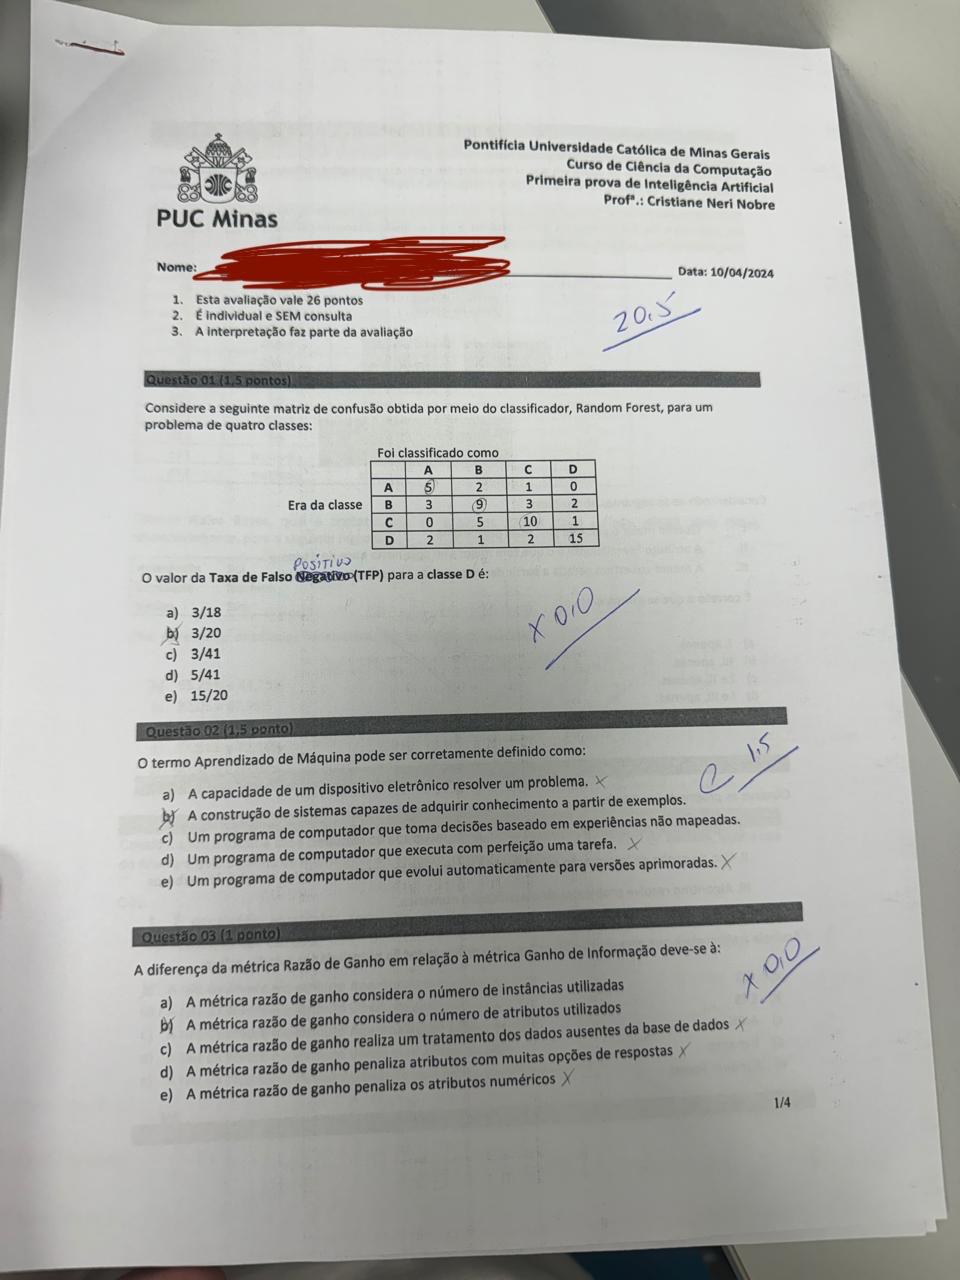 PUC Minas
Pontifícia Universidade Católica de Minas Gerais
Curso de Ciência da Computação
Primeira prova de Inteligência Artificial
Profª.: Cristiane Neri Nobre
Nome:
Data: 10/04/2024
1. Esta avaliação vale 26 pontos
2. É individual e SEM consulta
3. A interpretação faz parte da avaliação
20,5
Questão 01 (1,5 pontos)
Considere a seguinte matriz de confusão obtida por meio do classificador, Random Forest, para um
problema de quatro classes:
Foi classificado como
A B C D
A 5 2 1 0
Era da classe B 3 9 3 2
C 0 5 10 1
D 2 1 2 15
POSITIVO
O valor da Taxa de Falso Negativo (TFP) para a classe D é:
a) 3/18
b) 3/20
c) 3/41
d) 5/41
e) 15/20
X 0,0
Questão 02 (1,5 ponto)
O termo Aprendizado de Máquina pode ser corretamente definido como:
1,5
a) A capacidade de um dispositivo eletrônico resolver um problema. X
b) A construção de sistemas capazes de adquirir conhecimento a partir de exemplos.
c) Um programa de computador que toma decisões baseado em experiências não mapeadas.
d) Um programa de computador que executa com perfeição uma tarefa. X
e) Um programa de computador que evolui automaticamente para versões aprimoradas. X
Questão 03 (1 ponto)
A diferença da métrica Razão de Ganho em relação à métrica Ganho de Informação deve-se à:
X 0,0
a) A métrica razão de ganho considera o número de instâncias utilizadas
b) A métrica razão de ganho considera o número de atributos utilizados
c) A métrica razão de ganho realiza um tratamento dos dados ausentes da base de dados X
d) A métrica razão de ganho penaliza atributos com muitas opções de respostas X
e) A métrica razão de ganho penaliza os atributos numéricos X
1/4